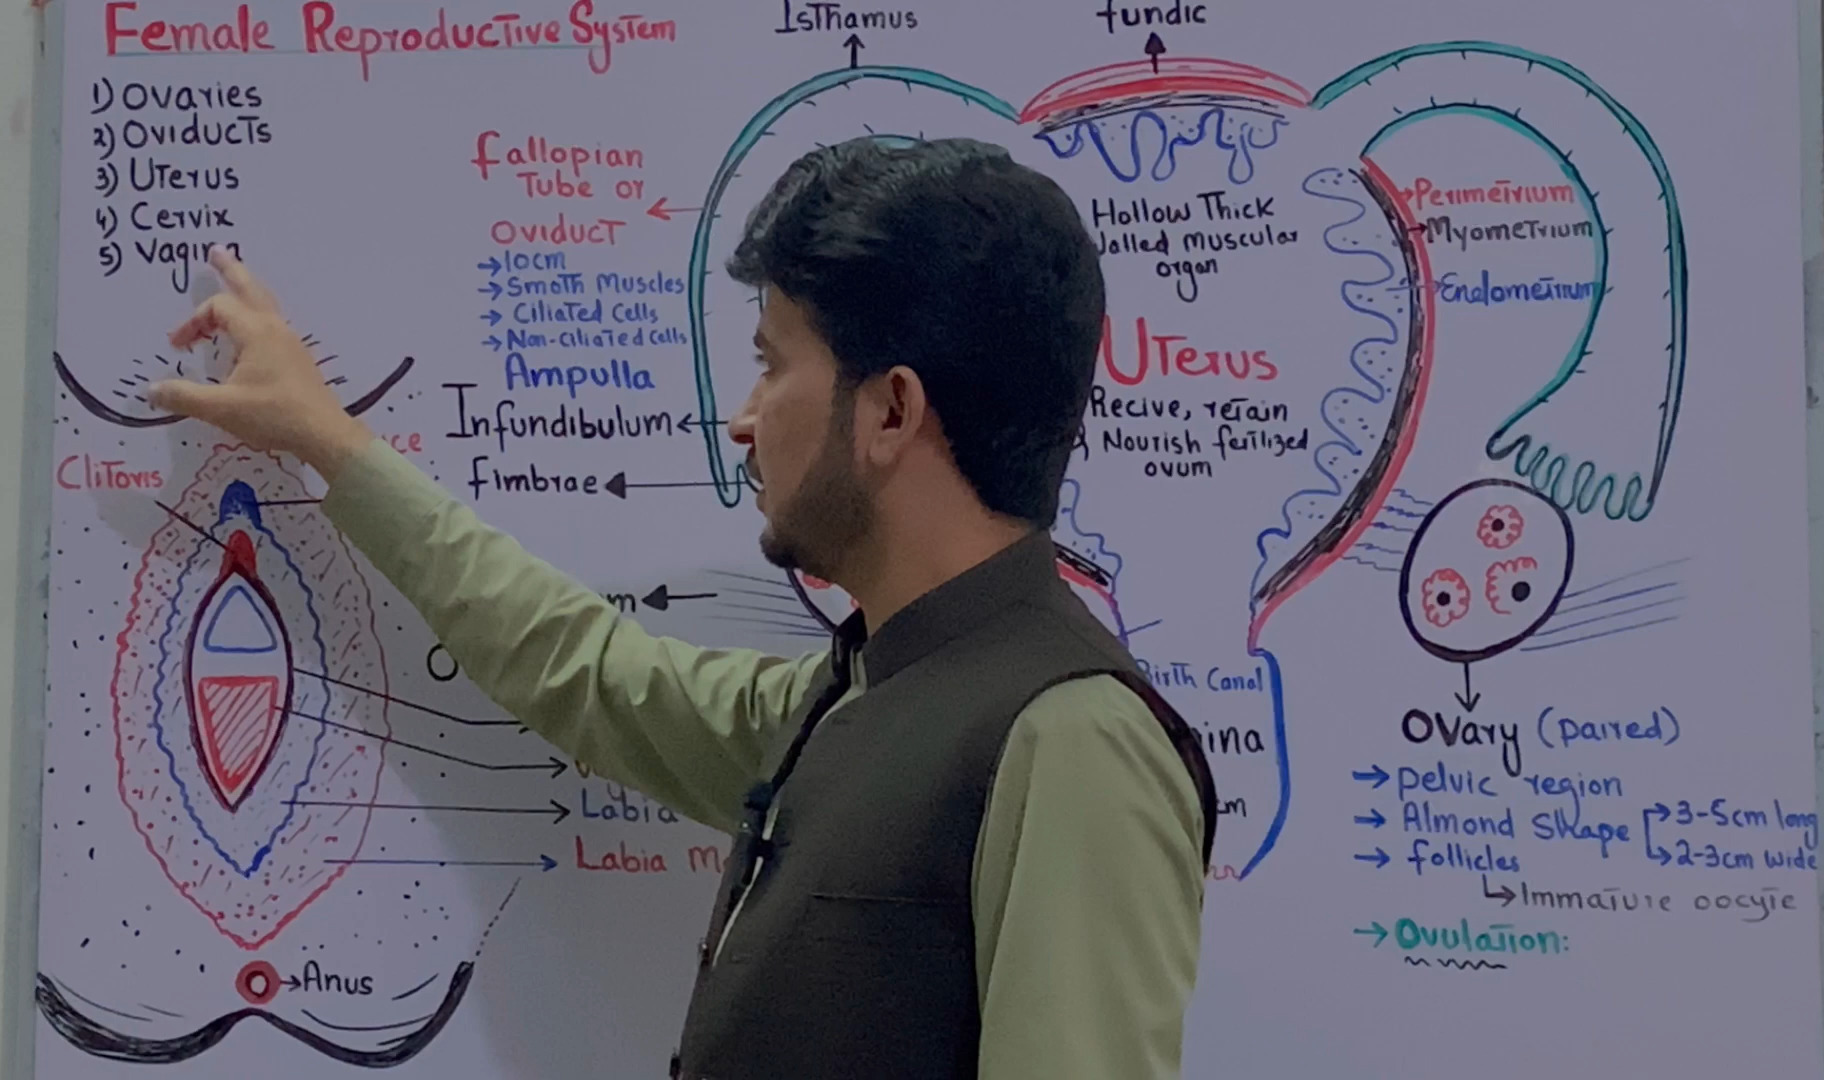 Female Reproductive System
1) Ovaries
2) Oviducts
3) Uterus
4) Cervix
5) Vagina
Isthamus
fundic
fallopian
Tube or
Oviduct
→10cm
→Smoth Muscles
→ Ciliated Cells
→ Non-ciliated cells
Ampulla
Infundibulum
fimbrae
Hollow Thick
Walled muscular
organ
Uterus
Recive, retain
Nourish fertilized
ovum
Perimetrium
Myometrium
Endometrium
Clitoris
Labia
Labia
Anus
Birth Canal
Ovary (paired)
→ pelvic region
→ Almond Shape →3-5cm long
→2-3cm wide
→ follicles
Immature oocyte
→ Ovulation: